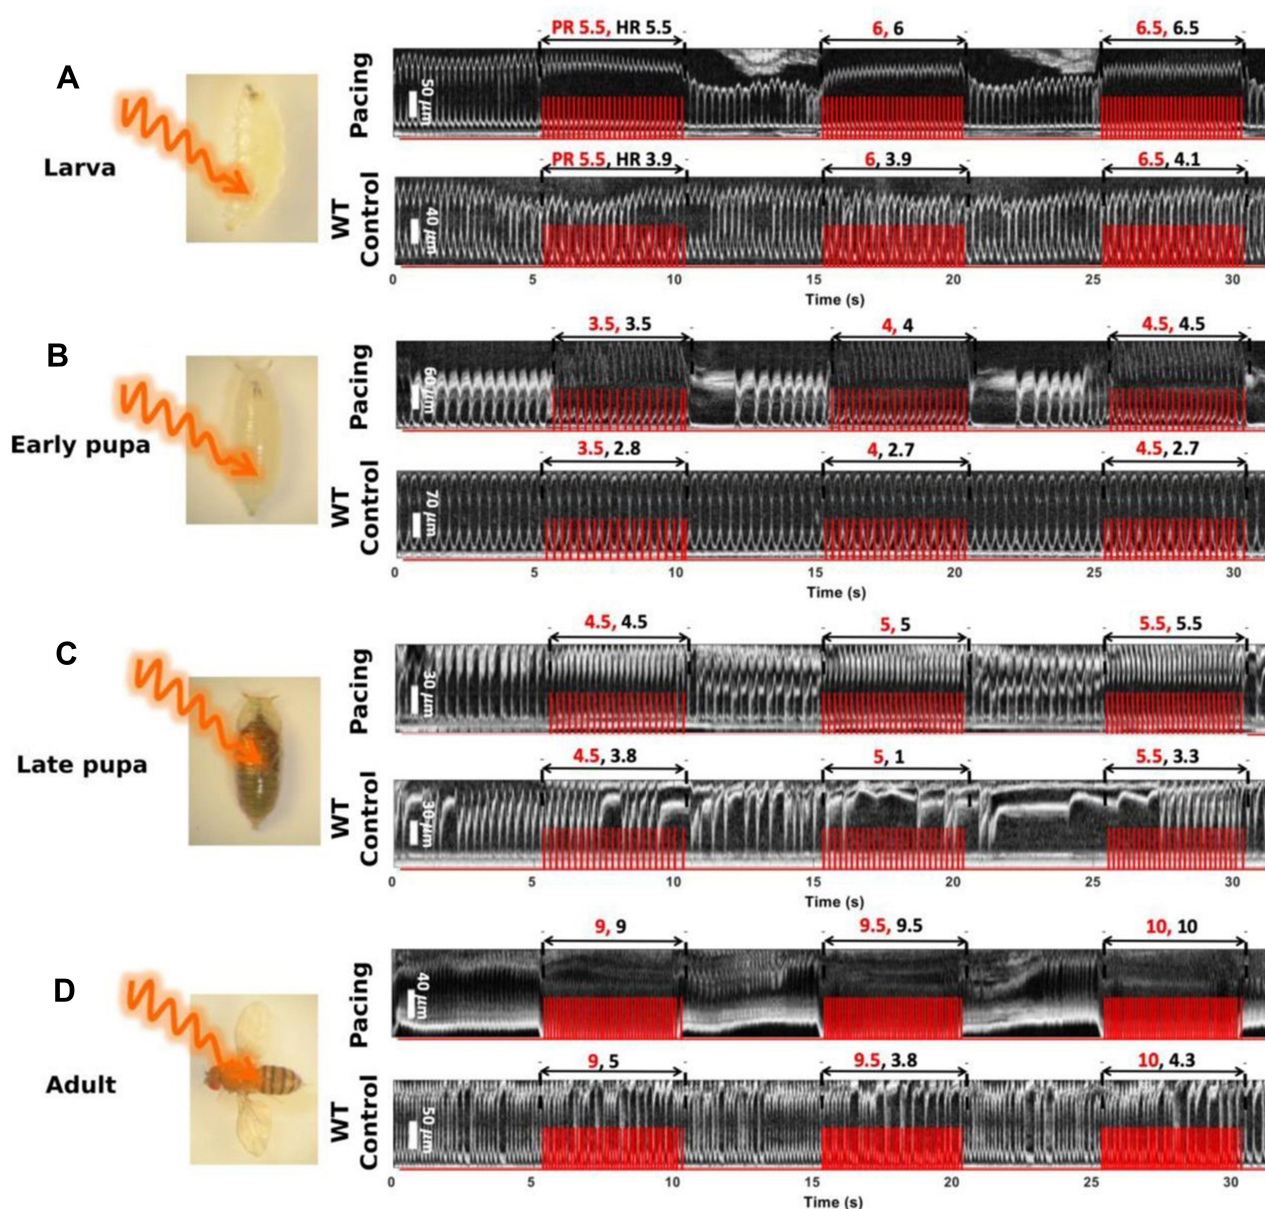 A
Larva
Pacing
PR 5.5, HR 5.5
6, 6
6.5, 6.5
50 μm
WT
Control
PR 5.5, HR 3.9
6, 3.9
6.5, 4.1
40 μm
0 5 10 15 20 25 30
Time (s)
B
Early pupa
Pacing
3.5, 3.5
4, 4
4.5, 4.5
60 μm
WT
Control
3.5, 2.8
4, 2.7
4.5, 2.7
70 μm
0 5 10 15 20 25 30
Time (s)
C
Late pupa
Pacing
4.5, 4.5
5, 5
5.5, 5.5
30 μm
WT
Control
4.5, 3.8
5, 1
5.5, 3.3
30 μm
0 5 10 15 20 25 30
Time (s)
D
Adult
Pacing
9, 9
9.5, 9.5
10, 10
40 μm
WT
Control
9, 5
9.5, 3.8
10, 4.3
50 μm
0 5 10 15 20 25 30
Time (s)